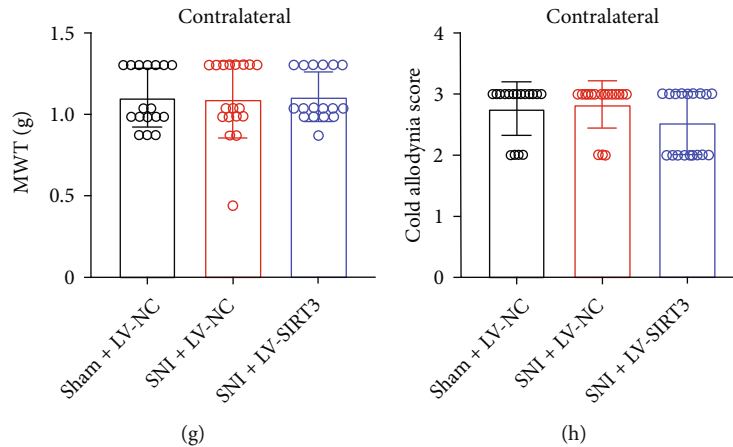 Contralateral
1.5
1.0
0.5
0
MWT (g)
Sham + LV-NC
SNI + LV-NC
SNI + LV-SIRT3
(g)
Contralateral
4
3
2
1
0
Cold allodynia score
Sham + LV-NC
SNI + LV-NC
SNI + LV-SIRT3
(h)